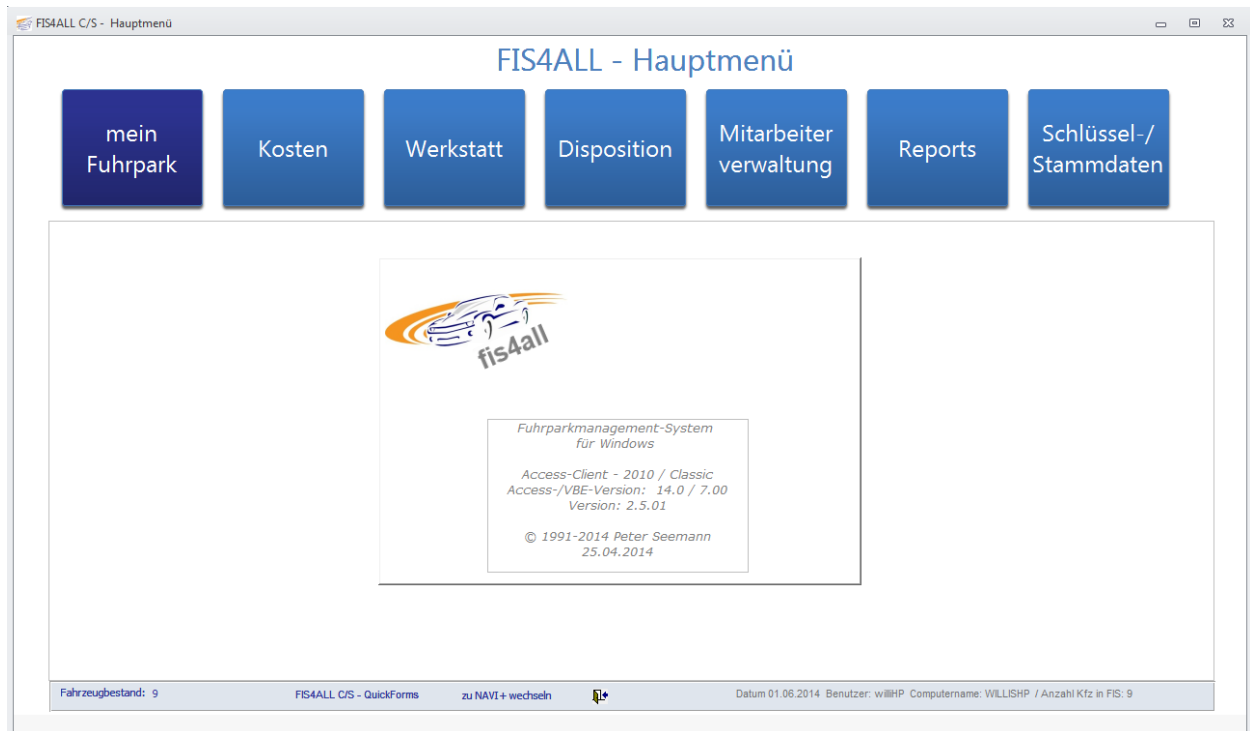 FIS4ALL C/S - Hauptmenü
FIS4ALL - Hauptmenü
mein
Fuhrpark
Kosten
Werkstatt
Disposition
Mitarbeiter
verwaltung
Reports
Schlüssel-/
Stammdaten
fis4all
Fuhrparkmanagement-System
für Windows
Access-Client - 2010 / Classic
Access-/VBE-Version: 14.0 / 7.00
Version: 2.5.01
© 1991-2014 Peter Seemann
25.04.2014
Fahrzeugbestand: 9 FIS4ALL C/S - QuickForms zu NAVI+ wechseln Datum 01.06.2014 Benutzer: williHP Computername: WILLISHP / Anzahl Kfz in FIS: 9